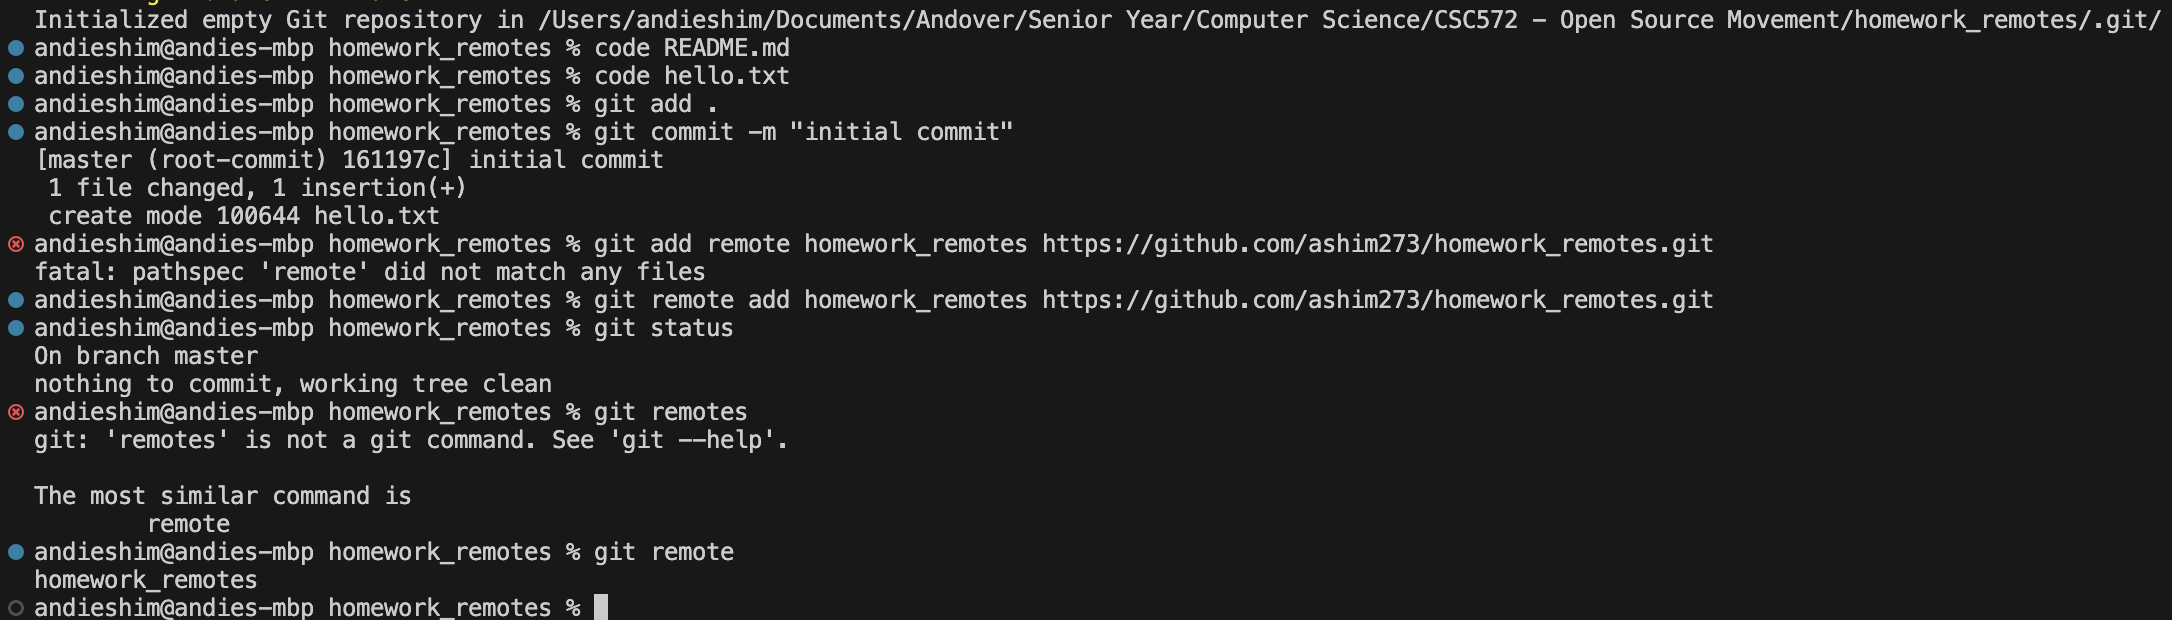 Initialized empty Git repository in /Users/andieshim/Documents/Andover/Senior Year/Computer Science/CSC572 - Open Source Movement/homework_remotes/.git/
andieshim@andies-mbp homework_remotes % code README.md
andieshim@andies-mbp homework_remotes % code hello.txt
andieshim@andies-mbp homework_remotes % git add .
andieshim@andies-mbp homework_remotes % git commit -m "initial commit"
[master (root-commit) 161197c] initial commit
 1 file changed, 1 insertion(+)
 create mode 100644 hello.txt
andieshim@andies-mbp homework_remotes % git add remote homework_remotes https://github.com/ashim273/homework_remotes.git
fatal: pathspec 'remote' did not match any files
andieshim@andies-mbp homework_remotes % git remote add homework_remotes https://github.com/ashim273/homework_remotes.git
andieshim@andies-mbp homework_remotes % git status
On branch master
nothing to commit, working tree clean
andieshim@andies-mbp homework_remotes % git remotes
git: 'remotes' is not a git command. See 'git --help'.

The most similar command is
        remote
andieshim@andies-mbp homework_remotes % git remote
homework_remotes
andieshim@andies-mbp homework_remotes %